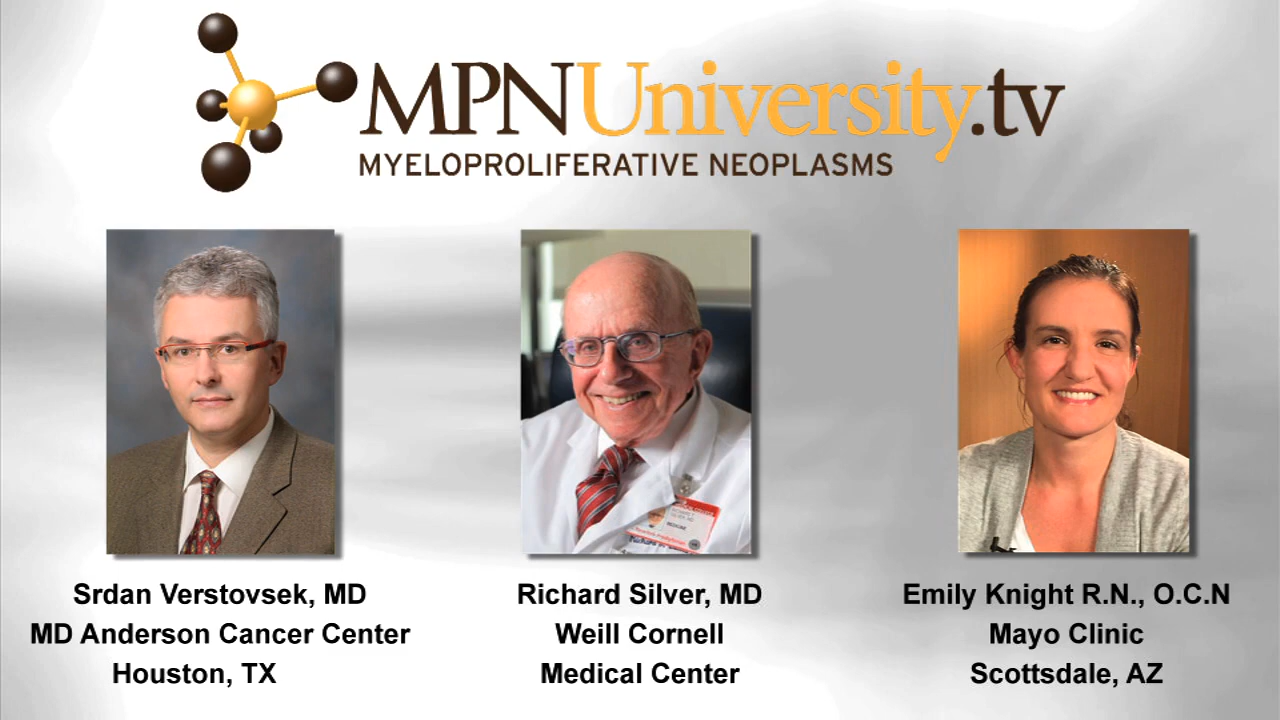 MPNUniversity.tv
MYELOPROLIFERATIVE NEOPLASMS
Srdan Verstovsek, MD
MD Anderson Cancer Center
Houston, TX
Richard Silver, MD
Weill Cornell
Medical Center
Emily Knight R.N., O.C.N
Mayo Clinic
Scottsdale, AZ